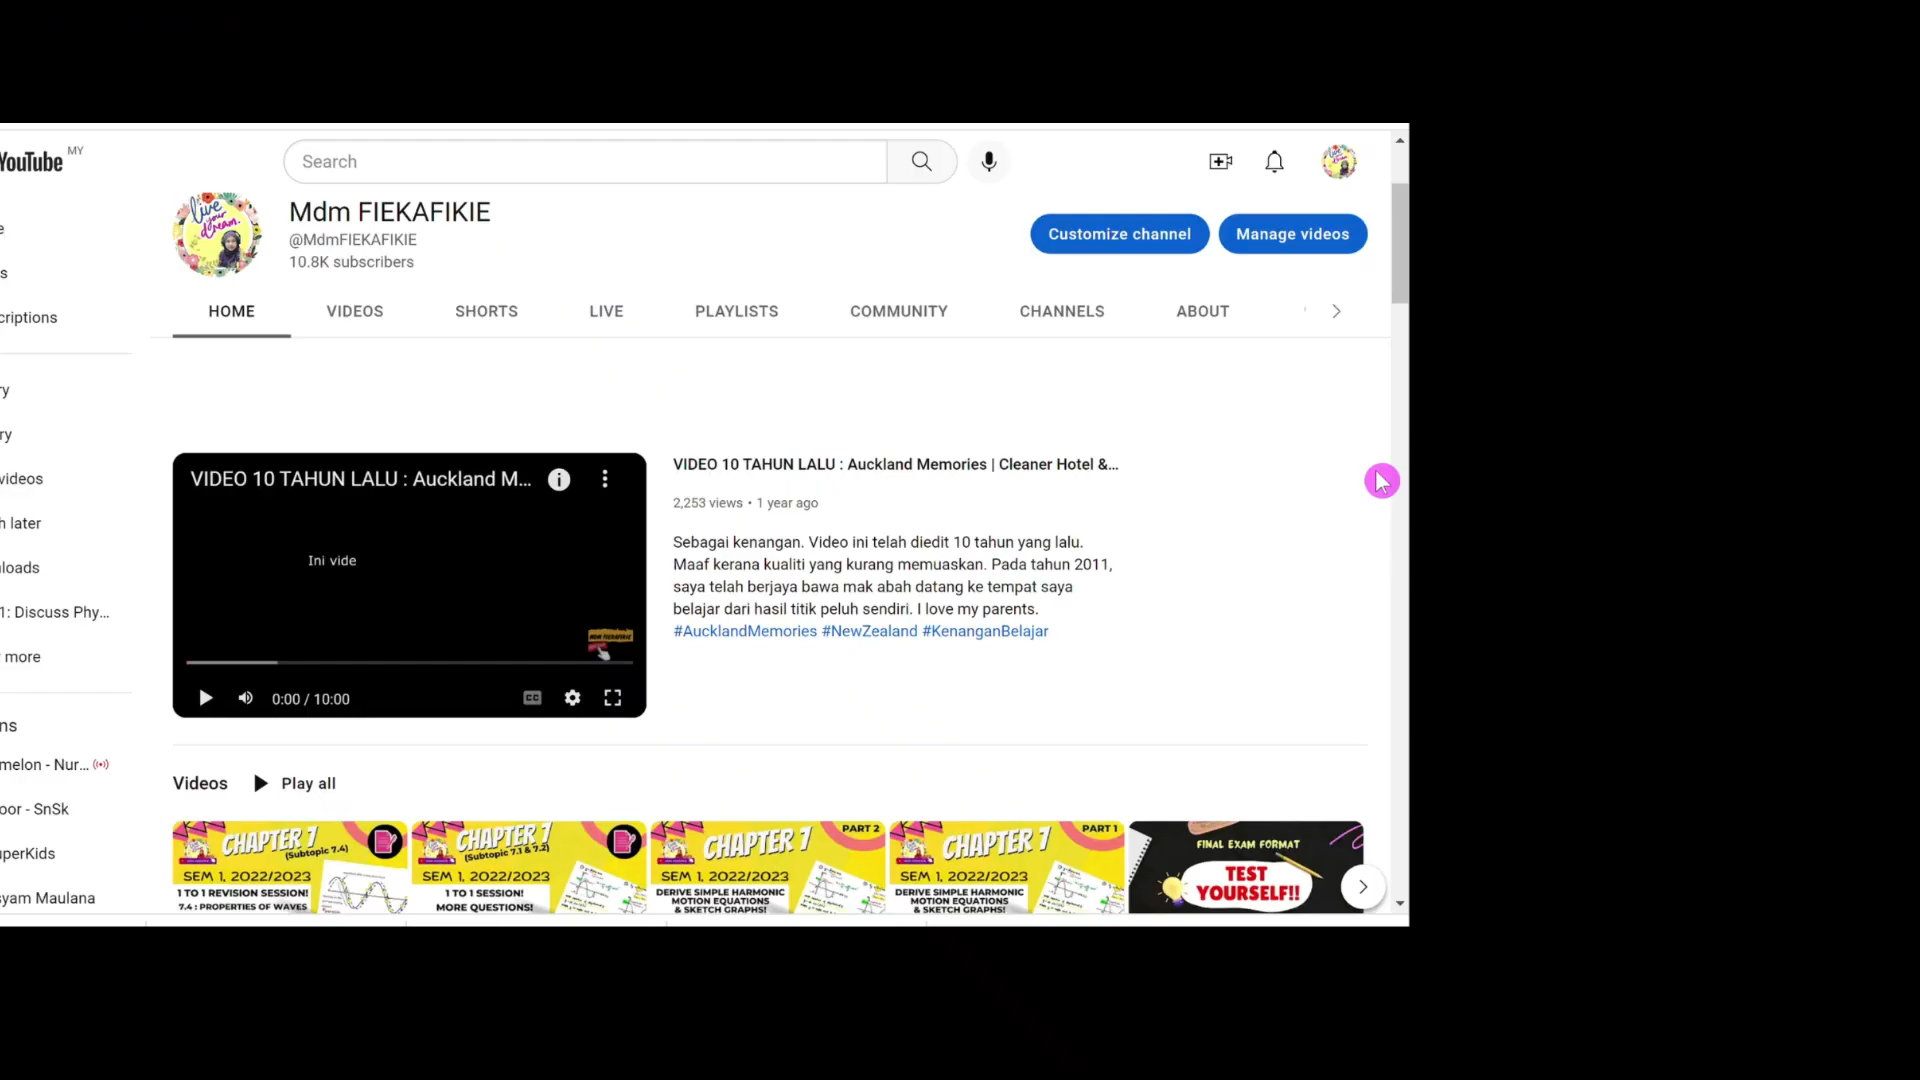 YouTube MY
Search
Mdm FIEKAFIKIE
@MdmFIEKAFIKIE
10.8K subscribers
Customize channel
Manage videos
HOME
VIDEOS
SHORTS
LIVE
PLAYLISTS
COMMUNITY
CHANNELS
ABOUT
e
s
criptions
ry
ry
videos
h later
loads
1: Discuss Phy...
more
ns
melon - Nur...
oor - SnSk
uperKids
syam Maulana
live your dream.
VIDEO 10 TAHUN LALU : Auckland M...
Ini vide
0:00 / 10:00
CC
VIDEO 10 TAHUN LALU : Auckland Memories | Cleaner Hotel &...
2,253 views • 1 year ago
Sebagai kenangan. Video ini telah diedit 10 tahun yang lalu.
Maaf kerana kualiti yang kurang memuaskan. Pada tahun 2011,
saya telah berjaya bawa mak abah datang ke tempat saya
belajar dari hasil titik peluh sendiri. I love my parents.
#AucklandMemories #NewZealand #KenanganBelajar
Videos
Play all
CHAPTER 7
(Subtopic 7.4)
SEM 1, 2022/2023
1 TO 1 REVISION SESSION!
7.4 : PROPERTIES OF WAVES
CHAPTER 7
(Subtopic 7.1 & 7.2)
SEM 1, 2022/2023
1 TO 1 SESSION!
MORE QUESTIONS!
PART 2
CHAPTER 7
SEM 1, 2022/2023
DERIVE SIMPLE HARMONIC
MOTION EQUATIONS
& SKETCH GRAPHS!
PART 1
CHAPTER 7
SEM 1, 2022/2023
DERIVE SIMPLE HARMONIC
MOTION EQUATIONS
& SKETCH GRAPHS!
FINAL EXAM FORMAT
TEST
YOURSELF!!